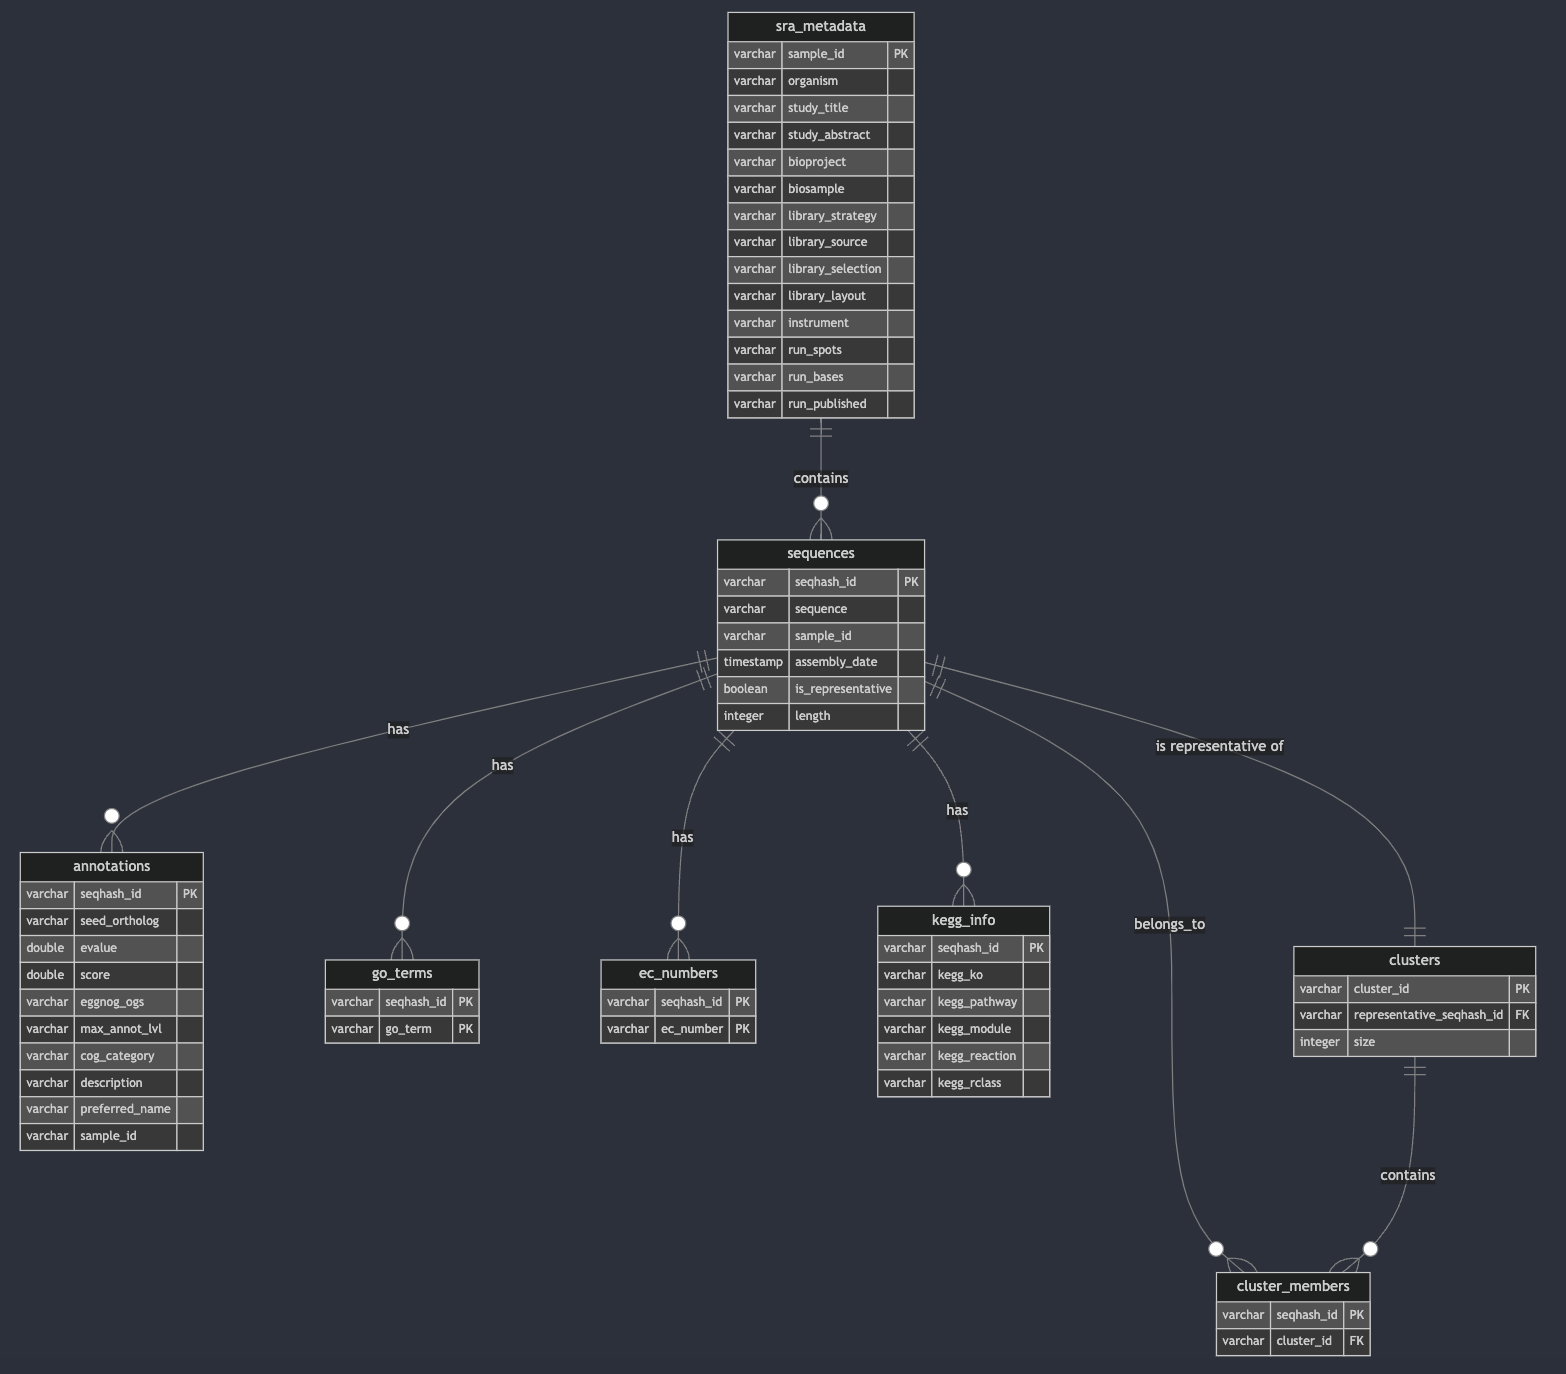 sra_metadata
varchar sample_id PK
varchar organism
varchar study_title
varchar study_abstract
varchar bioproject
varchar biosample
varchar library_strategy
varchar library_source
varchar library_selection
varchar library_layout
varchar instrument
varchar run_spots
varchar run_bases
varchar run_published
contains
sequences
varchar seqhash_id PK
varchar sequence
varchar sample_id
timestamp assembly_date
boolean is_representative
integer length
has
has
has
has
is representative of
belongs_to
annotations
varchar seqhash_id PK
varchar seed_ortholog
double evalue
double score
varchar eggnog_ogs
varchar max_annot_lvl
varchar cog_category
varchar description
varchar preferred_name
varchar sample_id
go_terms
varchar seqhash_id PK
varchar go_term PK
ec_numbers
varchar seqhash_id PK
varchar ec_number PK
kegg_info
varchar seqhash_id PK
varchar kegg_ko
varchar kegg_pathway
varchar kegg_module
varchar kegg_reaction
varchar kegg_rclass
clusters
varchar cluster_id PK
varchar representative_seqhash_id FK
integer size
contains
cluster_members
varchar seqhash_id PK
varchar cluster_id FK